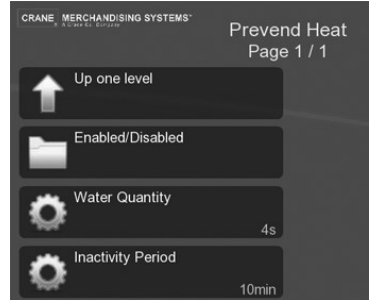 CRANE MERCHANDISING SYSTEMS
A Crane Co. Company
Prevend Heat
Page 1 / 1
Up one level
Enabled/Disabled
Water Quantity
4s
Inactivity Period
10min